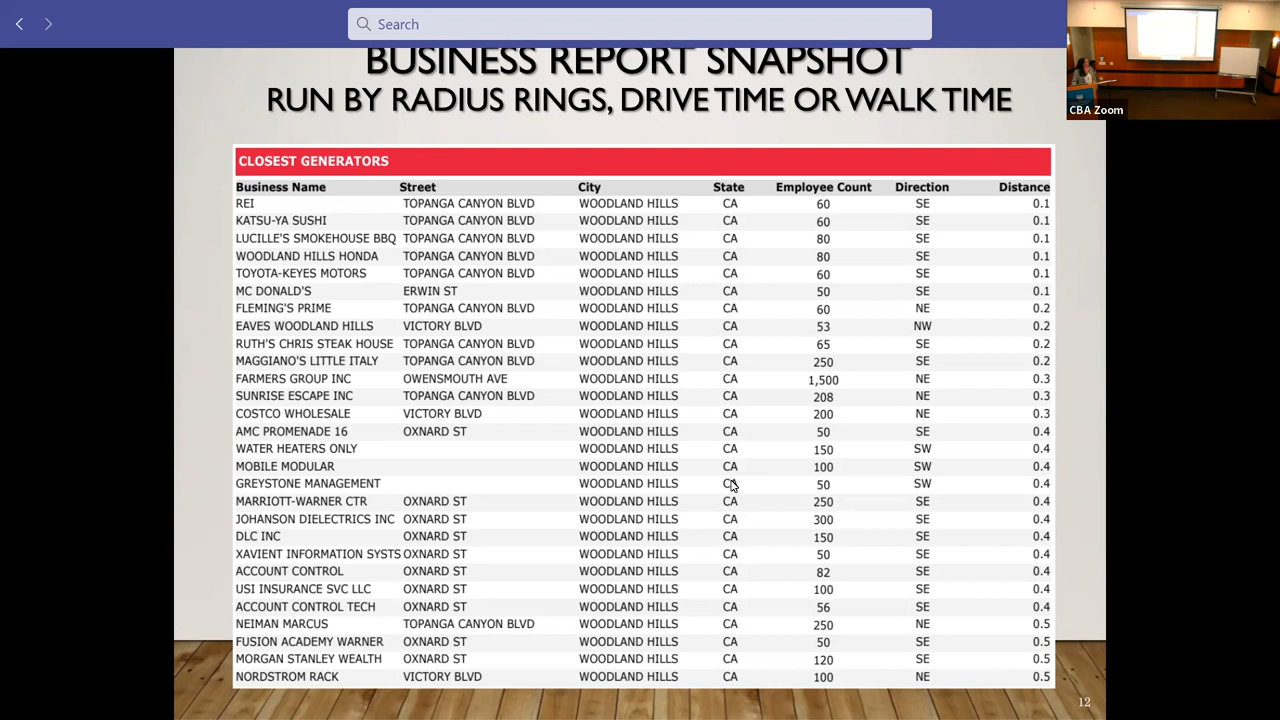 Search
CBA Zoom
BUSINESS REPORT SNAPSHOT
RUN BY RADIUS RINGS, DRIVE TIME OR WALK TIME
CLOSEST GENERATORS
Business Name Street City State Employee Count Direction Distance
REI TOPANGA CANYON BLVD WOODLAND HILLS CA 60 SE 0.1
KATSU-YA SUSHI TOPANGA CANYON BLVD WOODLAND HILLS CA 60 SE 0.1
LUCILLE'S SMOKEHOUSE BBQ TOPANGA CANYON BLVD WOODLAND HILLS CA 80 SE 0.1
WOODLAND HILLS HONDA TOPANGA CANYON BLVD WOODLAND HILLS CA 80 SE 0.1
TOYOTA-KEYES MOTORS TOPANGA CANYON BLVD WOODLAND HILLS CA 60 SE 0.1
MC DONALD'S ERWIN ST WOODLAND HILLS CA 50 SE 0.1
FLEMING'S PRIME TOPANGA CANYON BLVD WOODLAND HILLS CA 60 NE 0.2
EAVES WOODLAND HILLS VICTORY BLVD WOODLAND HILLS CA 53 NW 0.2
RUTH'S CHRIS STEAK HOUSE TOPANGA CANYON BLVD WOODLAND HILLS CA 65 SE 0.2
MAGGIANO'S LITTLE ITALY TOPANGA CANYON BLVD WOODLAND HILLS CA 250 SE 0.2
FARMERS GROUP INC OWENSMOUTH AVE WOODLAND HILLS CA 1,500 NE 0.3
SUNRISE ESCAPE INC TOPANGA CANYON BLVD WOODLAND HILLS CA 208 NE 0.3
COSTCO WHOLESALE VICTORY BLVD WOODLAND HILLS CA 200 NE 0.3
AMC PROMENADE 16 OXNARD ST WOODLAND HILLS CA 50 SE 0.4
WATER HEATERS ONLY WOODLAND HILLS CA 150 SW 0.4
MOBILE MODULAR WOODLAND HILLS CA 100 SW 0.4
GREYSTONE MANAGEMENT WOODLAND HILLS CA 50 SW 0.4
MARRIOTT-WARNER CTR OXNARD ST WOODLAND HILLS CA 250 SE 0.4
JOHANSON DIELECTRICS INC OXNARD ST WOODLAND HILLS CA 300 SE 0.4
DLC INC OXNARD ST WOODLAND HILLS CA 150 SE 0.4
XAVIENT INFORMATION SYSTS OXNARD ST WOODLAND HILLS CA 50 SE 0.4
ACCOUNT CONTROL OXNARD ST WOODLAND HILLS CA 82 SE 0.4
USI INSURANCE SVC LLC OXNARD ST WOODLAND HILLS CA 100 SE 0.4
ACCOUNT CONTROL TECH OXNARD ST WOODLAND HILLS CA 56 SE 0.4
NEIMAN MARCUS TOPANGA CANYON BLVD WOODLAND HILLS CA 250 NE 0.5
FUSION ACADEMY WARNER OXNARD ST WOODLAND HILLS CA 50 SE 0.5
MORGAN STANLEY WEALTH OXNARD ST WOODLAND HILLS CA 120 SE 0.5
NORDSTROM RACK VICTORY BLVD WOODLAND HILLS CA 100 NE 0.5
12